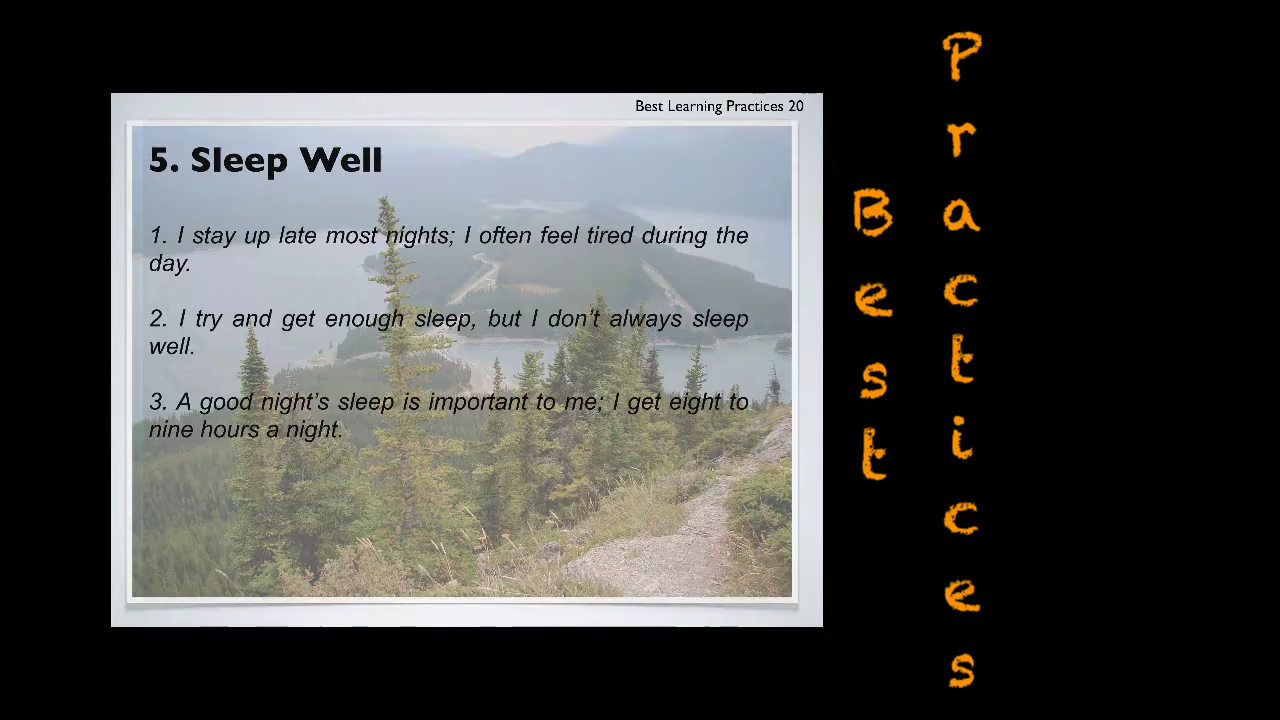 Best Learning Practices 20
5. Sleep Well
1. I stay up late most nights; I often feel tired during the
day.
2. I try and get enough sleep, but I don't always sleep
well.
3. A good night's sleep is important to me; I get eight to
nine hours a night.
Best
Practices